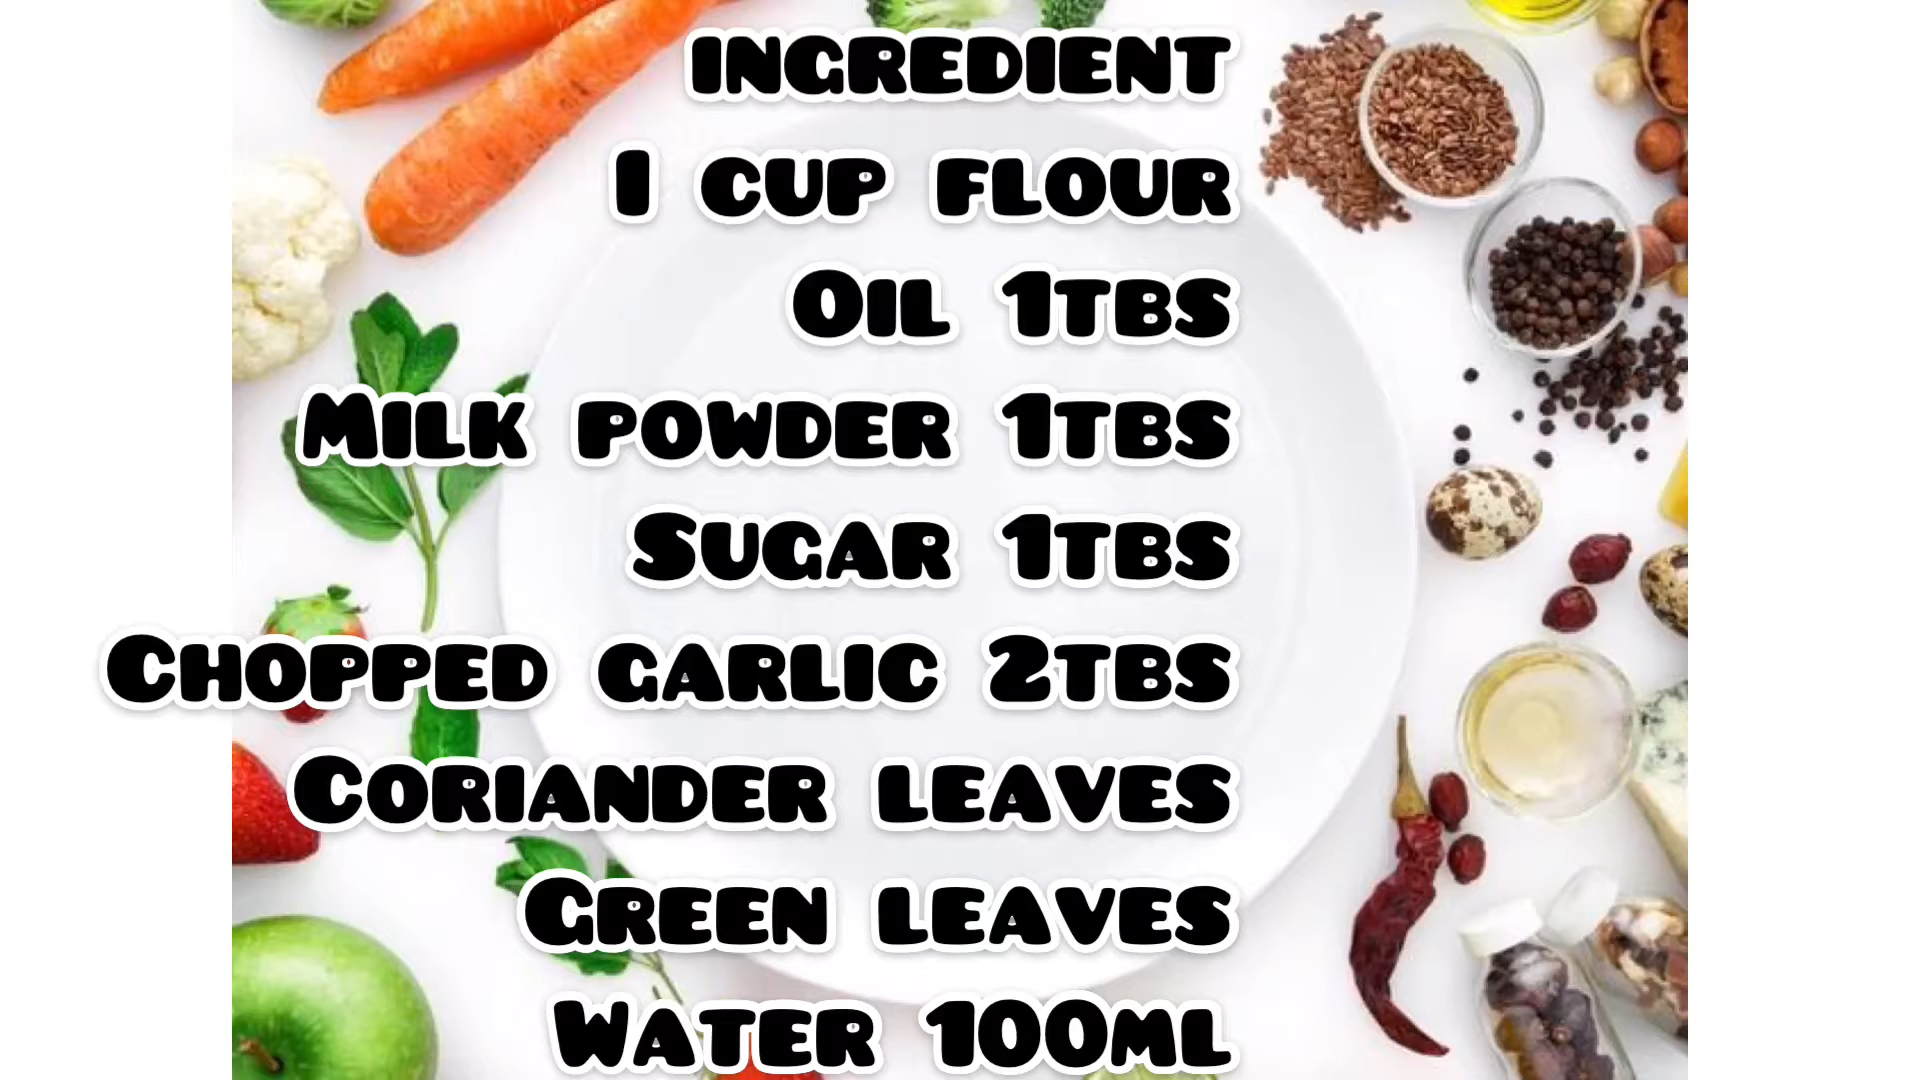 INGREDIENT
1 CUP FLOUR
OIL 1TBS
MILK POWDER 1TBS
SUGAR 1TBS
CHOPPED GARLIC 2TBS
CORIANDER LEAVES
GREEN LEAVES
WATER 100ML